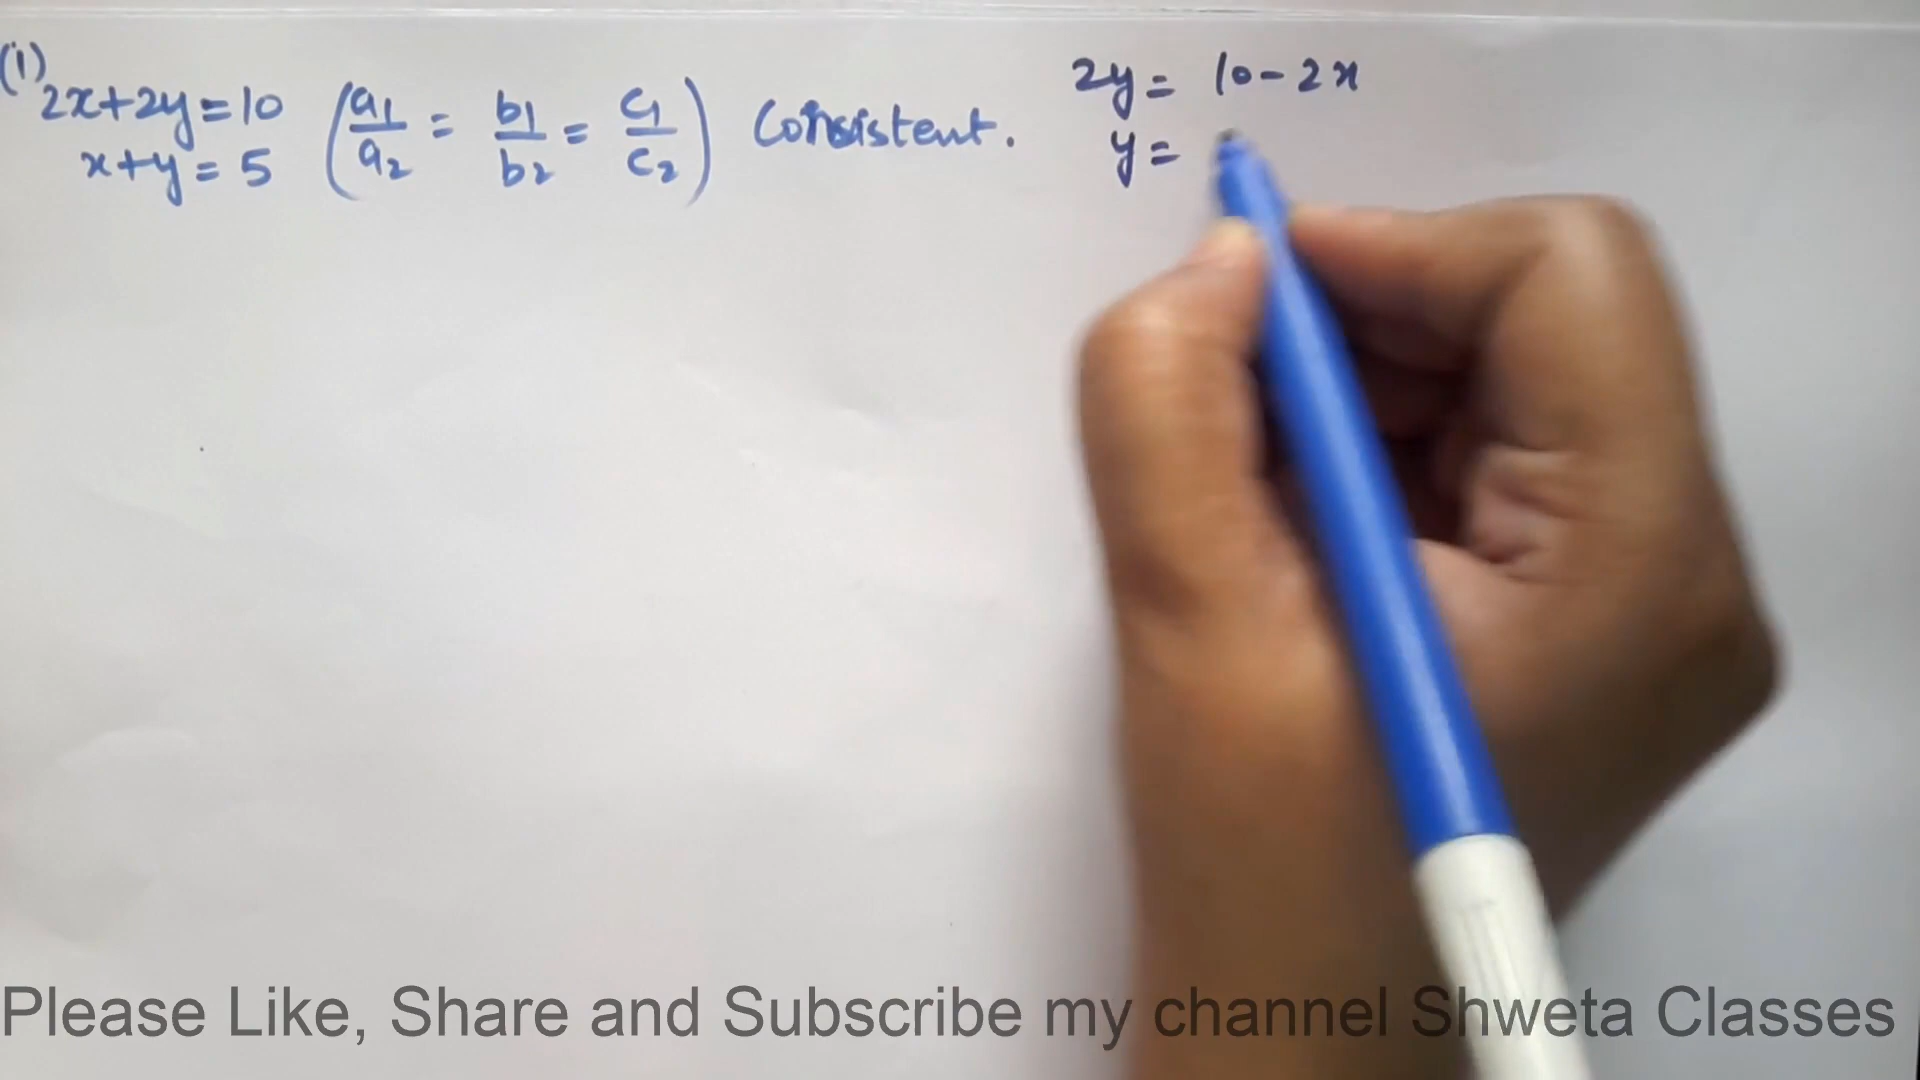 (1)
2x+2y=10 (a1/a2 = b1/b2 = c1/c2) Consistent.
x+y=5
2y= 10-2x
y=
Please Like, Share and Subscribe my channel Shweta Classes